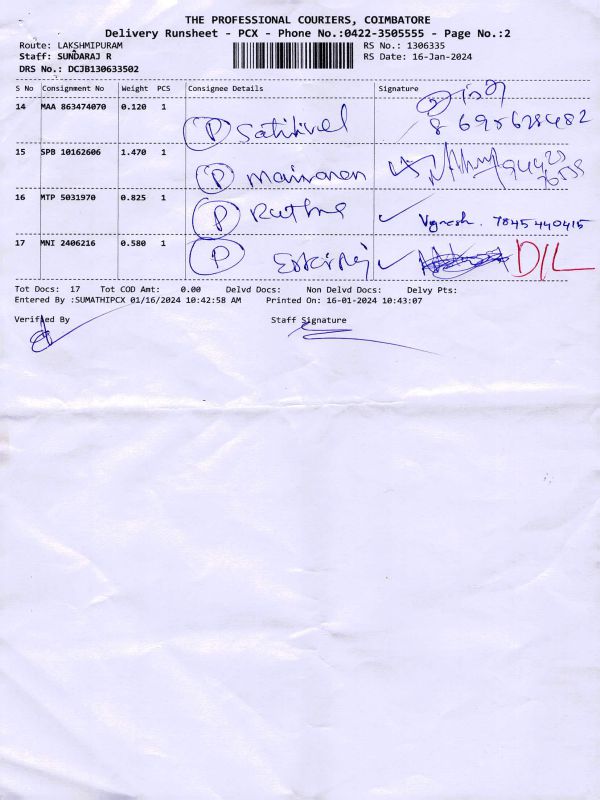 THE PROFESSIONAL COURIERS, COIMBATORE
Delivery Runsheet - PCX - Phone No.:0422-3505555 - Page No.:2
Route: LAKSHMIPURAM RS No.: 1306335
Staff: SUNDARAJ R RS Date: 16-Jan-2024
DRS No.: DCJB130633502
S No Consignment No Weight PCS Consignee Details Signature
14 MAA 863474070 0.120 1 P Sathivel
15 SPB 10162606 1.470 1 P
16 MTP 5031970 0.825 1 P Rathna Vgnesh. 7845440415
17 MNI 2406216 0.580 1 P D/L
Tot Docs: 17 Tot COD Amt: 0.00 Delvd Docs: Non Delvd Docs: Delvy Pts:
Entered By :SUMATHIPCX 01/16/2024 10:42:58 AM Printed On: 16-01-2024 10:43:07
Verified By Staff Signature